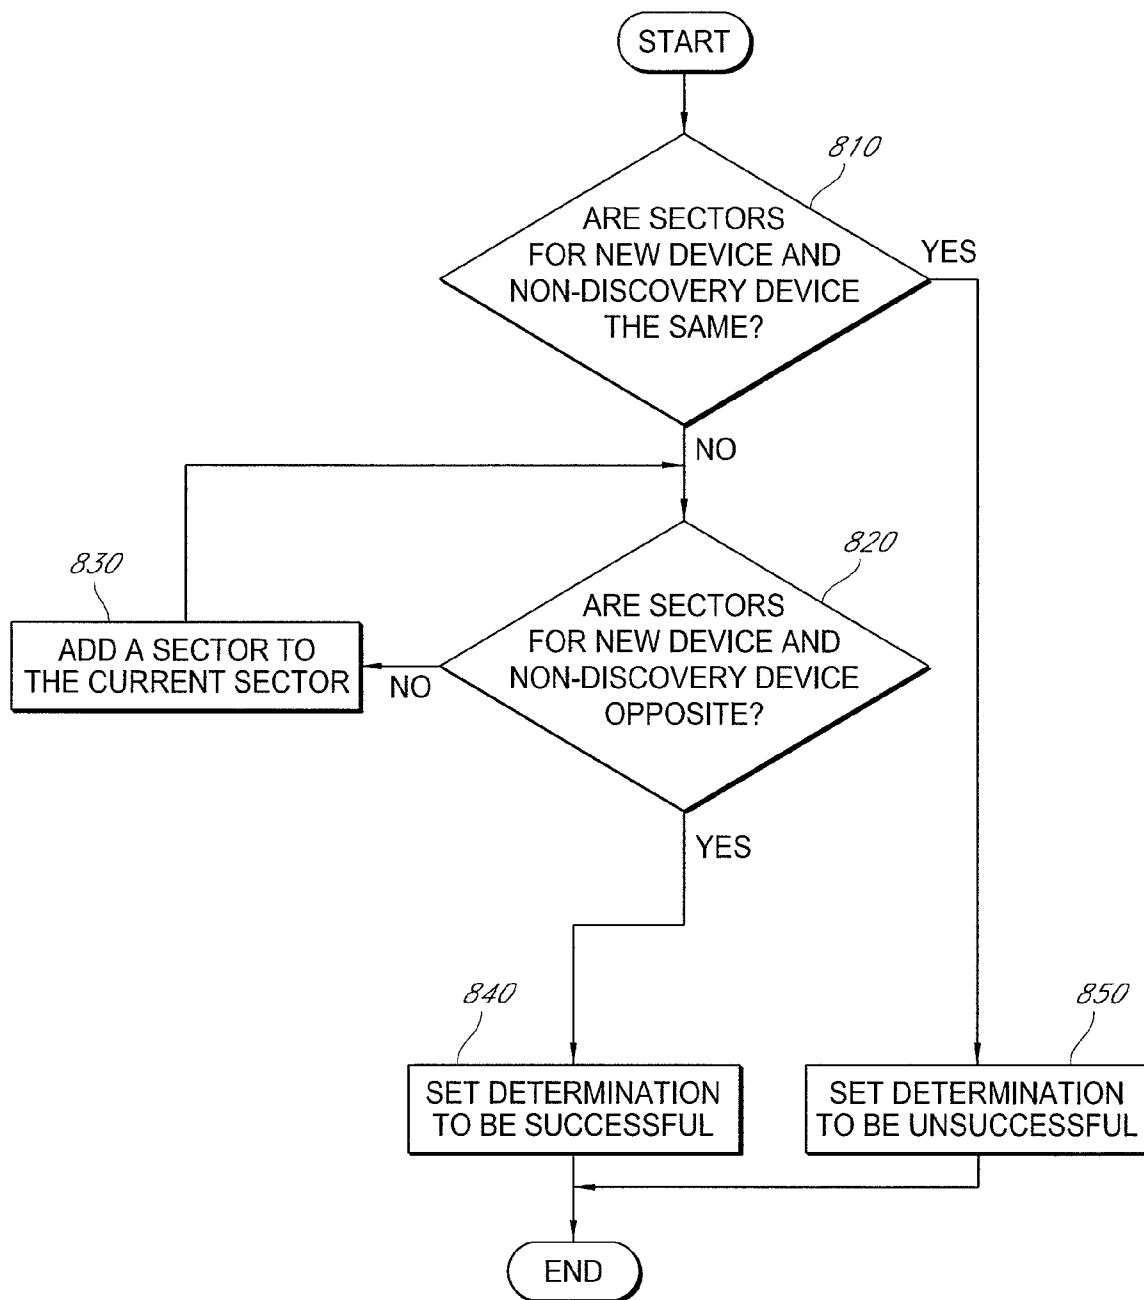 START
810
ARE SECTORS
FOR NEW DEVICE AND
NON-DISCOVERY DEVICE
THE SAME?
YES
NO
820
ARE SECTORS
FOR NEW DEVICE AND
NON-DISCOVERY DEVICE
OPPOSITE?
830
ADD A SECTOR TO
THE CURRENT SECTOR
NO
YES
840
SET DETERMINATION
TO BE SUCCESSFUL
850
SET DETERMINATION
TO BE UNSUCCESSFUL
END